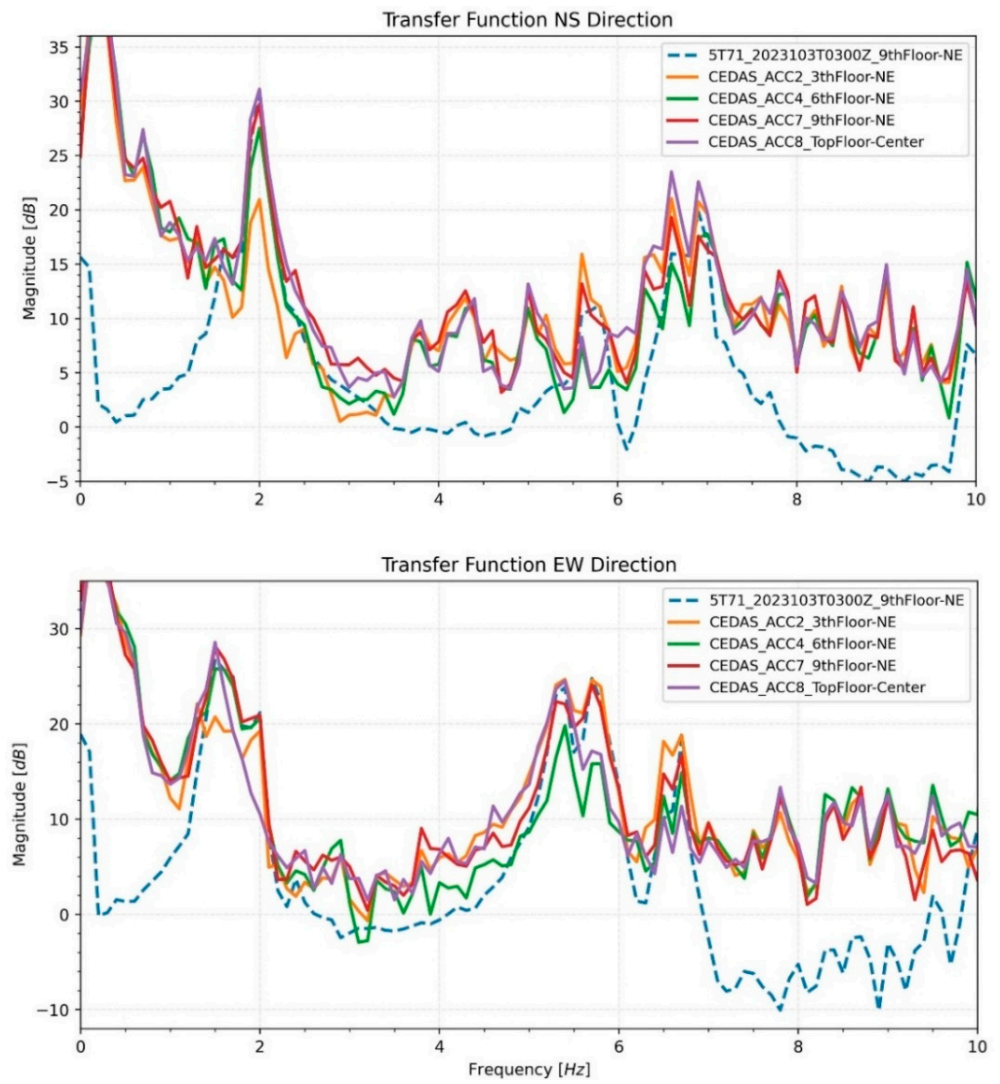 Transfer Function NS Direction
35
30
25
20
15
10
5
0
−5
Magnitude [dB]
5T71_2023103T0300Z_9thFloor-NE
CEDAS_ACC2_3thFloor-NE
CEDAS_ACC4_6thFloor-NE
CEDAS_ACC7_9thFloor-NE
CEDAS_ACC8_TopFloor-Center
0 2 4 6 8 10
Transfer Function EW Direction
30
20
10
0
−10
Magnitude [dB]
5T71_2023103T0300Z_9thFloor-NE
CEDAS_ACC2_3thFloor-NE
CEDAS_ACC4_6thFloor-NE
CEDAS_ACC7_9thFloor-NE
CEDAS_ACC8_TopFloor-Center
0 2 4 6 8 10
Frequency [Hz]